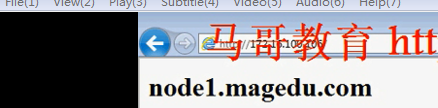 File(V) View(2) Play(3) Subtitle(4) Video(5) Audio(6) Help(7)
马哥教育 htt
node1.magedu.com